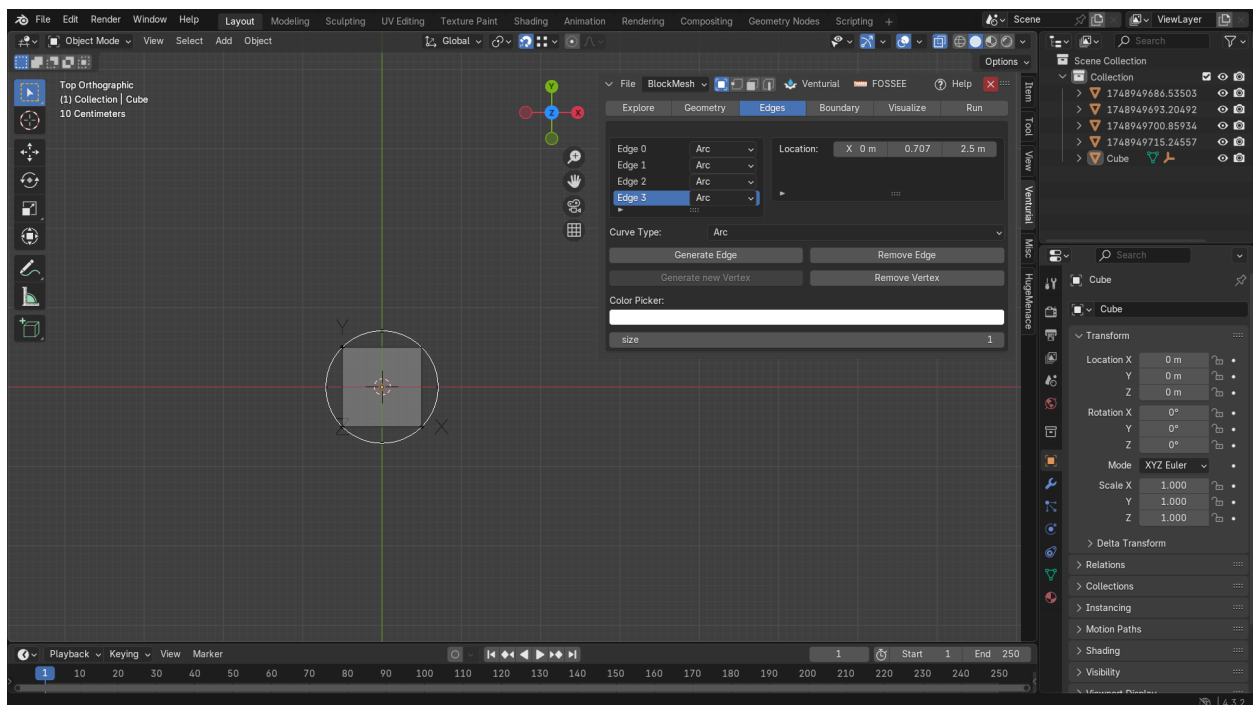 File Edit Render Window Help Layout Modeling Sculpting UV Editing Texture Paint Shading Animation Rendering Compositing Geometry Nodes Scripting + Scene ViewLayer
Object Mode View Select Add Object Global Search
Options
Top Orthographic
(1) Collection | Cube
10 Centimeters
Y
Z
X
File BlockMesh Venturial FOSSEE Help
Explore Geometry Edges Boundary Visualize Run
Edge 0 Arc
Edge 1 Arc
Edge 2 Arc
Edge 3 Arc
Location: X 0 m 0.707 2.5 m
Curve Type: Arc
Generate Edge Remove Edge
Generate new Vertex Remove Vertex
Color Picker:
size 1
Item
Tool
View
Venturial
Misc
HugeMenace
Y
Z
X
Scene Collection
Collection
1748949686.53503
1748949693.20492
1748949700.85934
1748949715.24557
Cube
Search
Cube
Cube
Transform
Location X 0 m
Y 0 m
Z 0 m
Rotation X 0°
Y 0°
Z 0°
Mode XYZ Euler
Scale X 1.000
Y 1.000
Z 1.000
Delta Transform
Relations
Collections
Instancing
Motion Paths
Shading
Visibility
Viewport Display
Playback Keying View Marker 1 Start 1 End 250
1 10 20 30 40 50 60 70 80 90 100 110 120 130 140 150 160 170 180 190 200 210 220 230 240 250
4.3.2